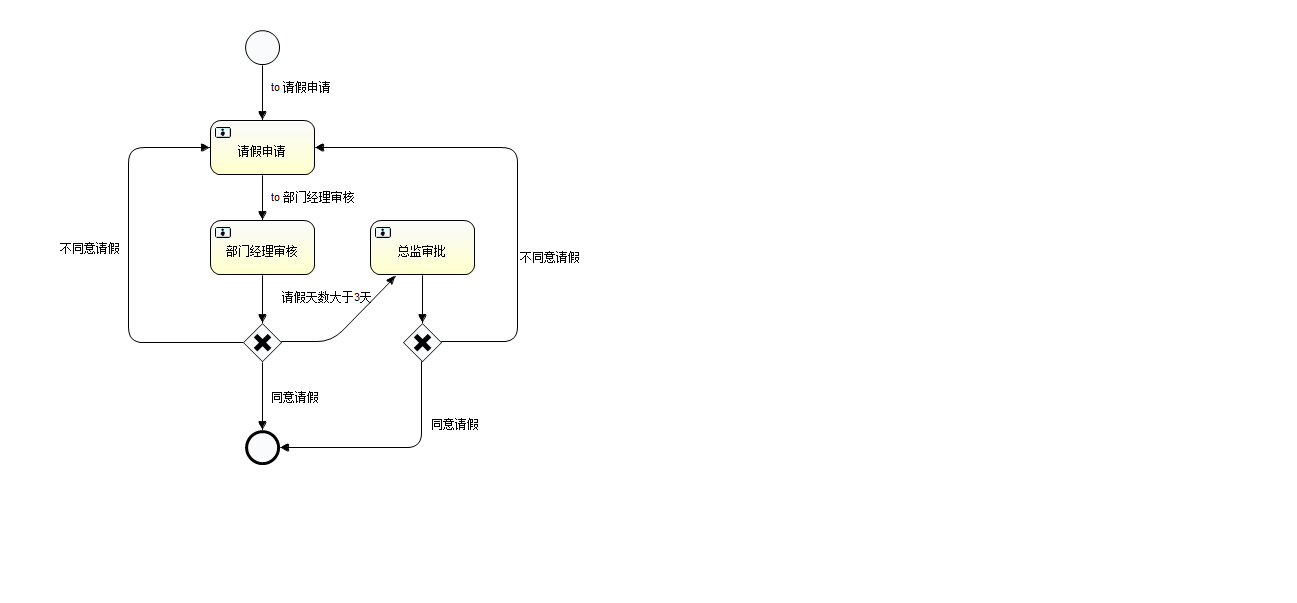 to 请假申请
请假申请
to 部门经理审核
部门经理审核
总监审批
不同意请假
不同意请假
请假天数大于3天
同意请假
同意请假